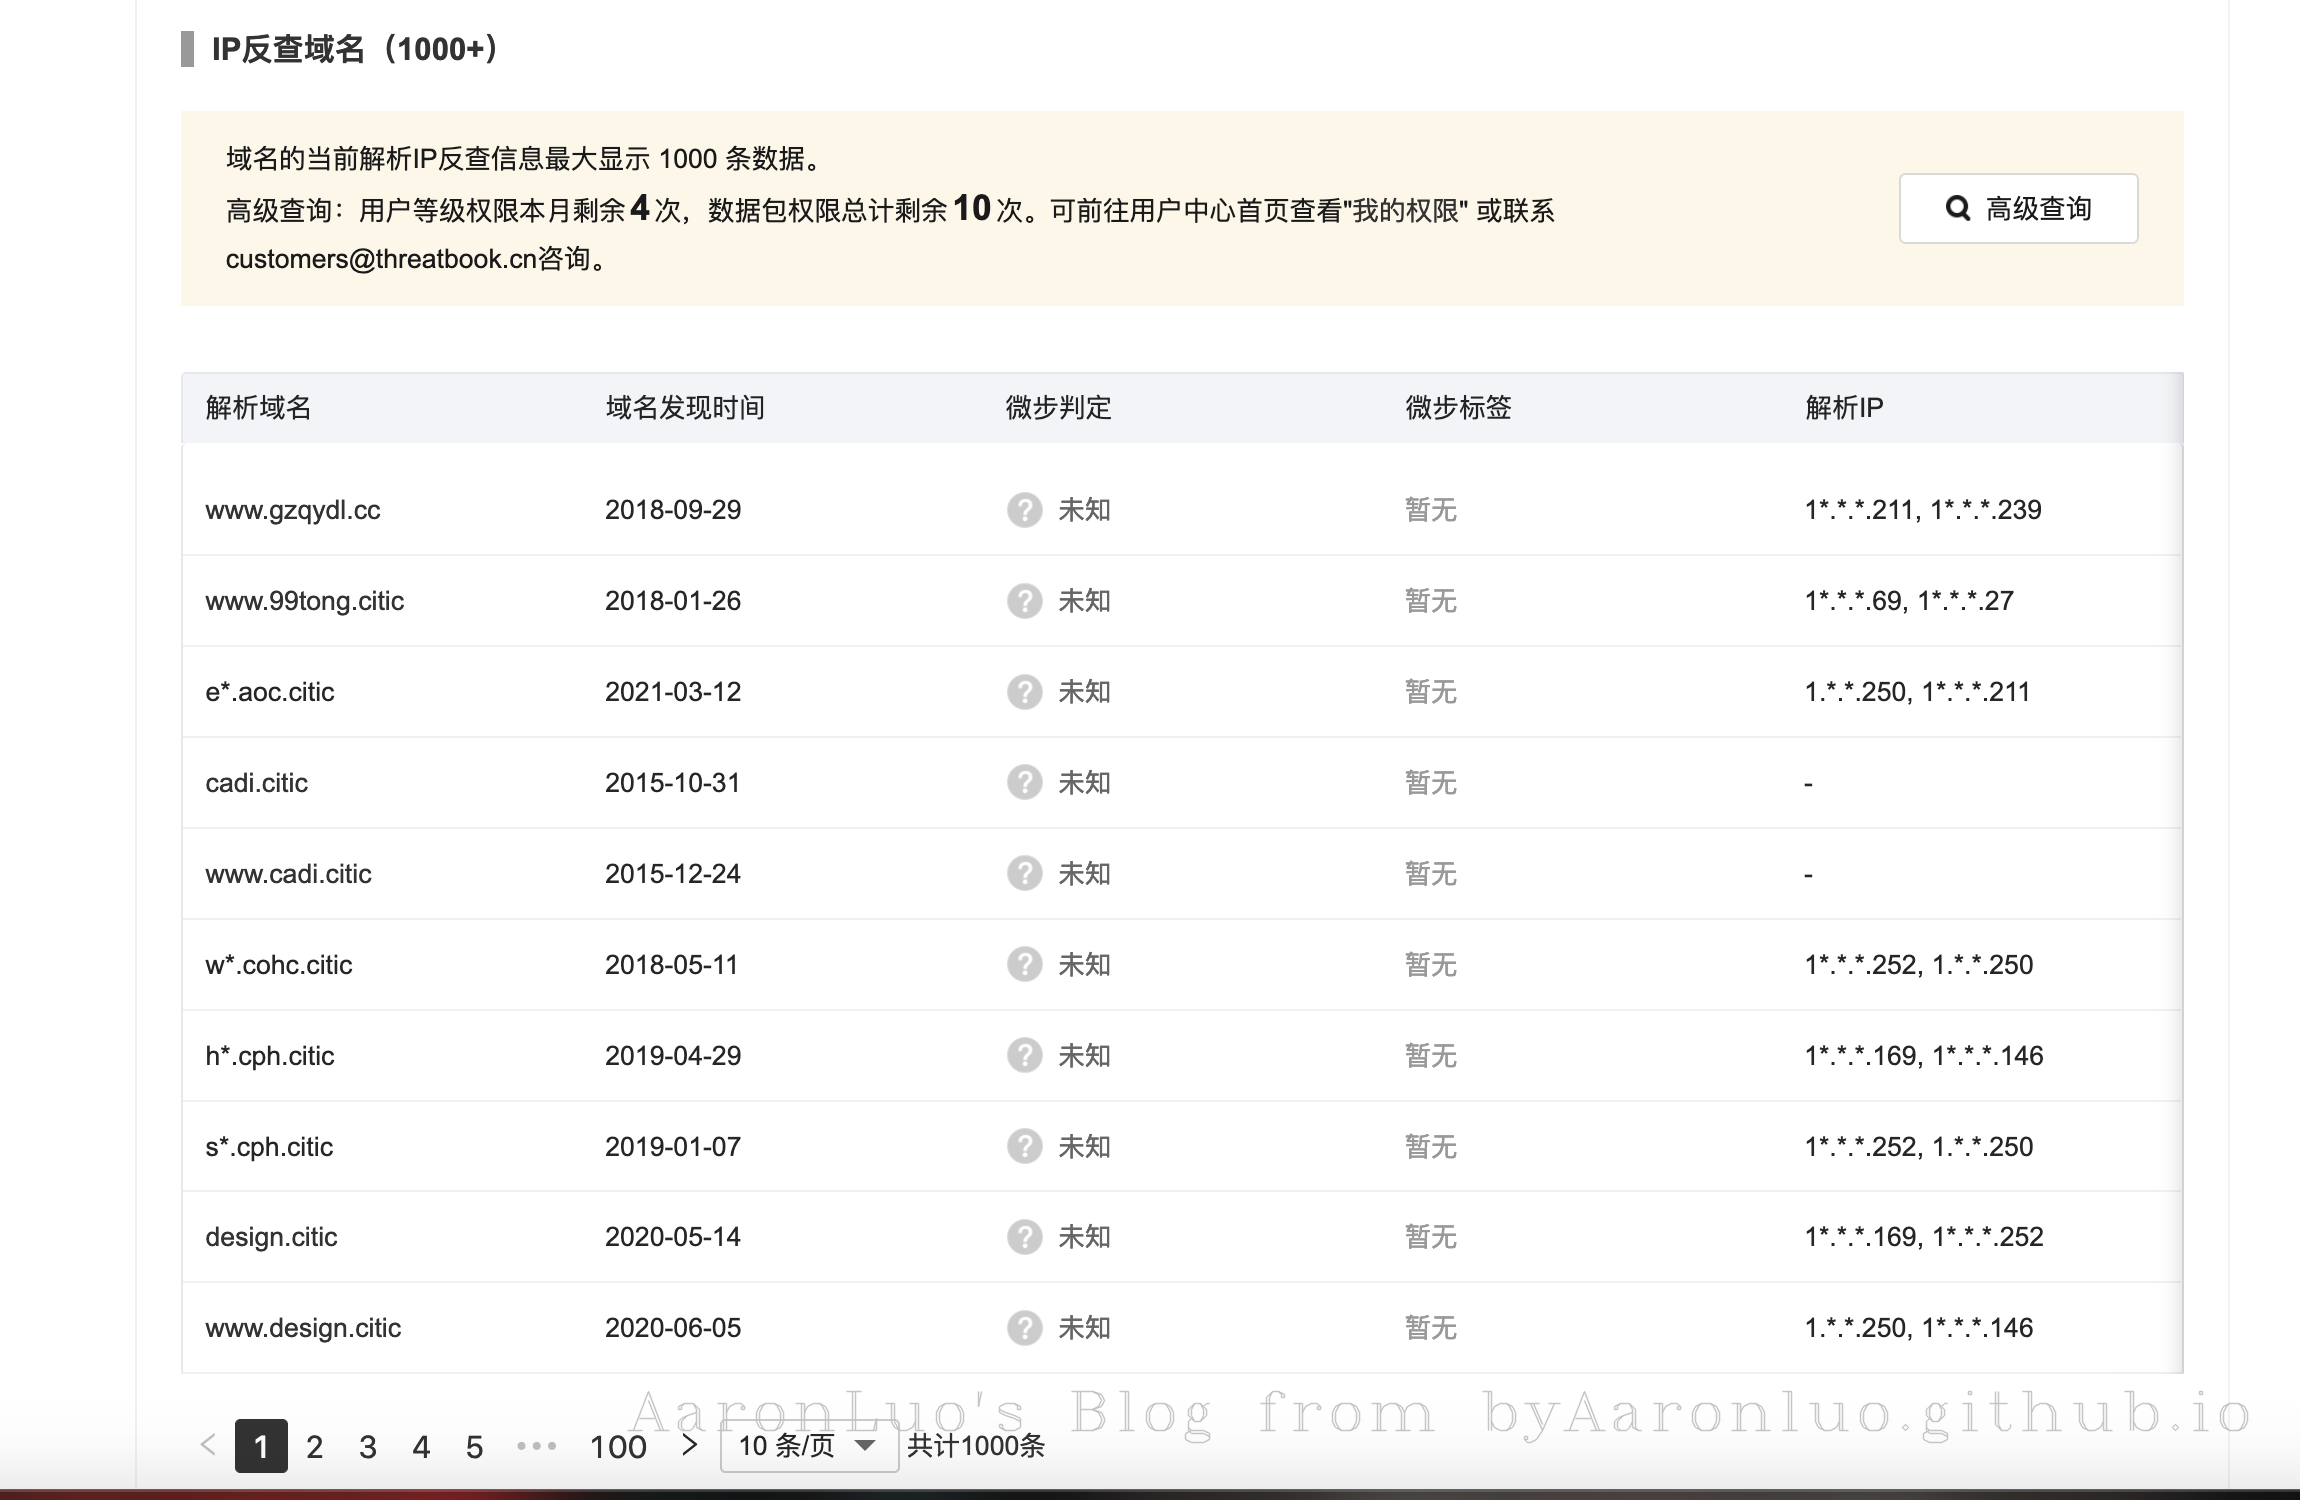 IP反查域名（1000+）
域名的当前解析IP反查信息最大显示 1000 条数据。
高级查询：用户等级权限本月剩余 4 次，数据包权限总计剩余 10 次。可前往用户中心首页查看"我的权限" 或联系
customers@threatbook.cn咨询。
高级查询
解析域名 域名发现时间 微步判定 微步标签 解析IP
www.gzqydl.cc 2018-09-29 ? 未知 暂无 1*.*.*.211, 1*.*.*.239
www.99tong.citic 2018-01-26 ? 未知 暂无 1*.*.*.69, 1*.*.*.27
e*.aoc.citic 2021-03-12 ? 未知 暂无 1.*.*.250, 1*.*.*.211
cadi.citic 2015-10-31 ? 未知 暂无 -
www.cadi.citic 2015-12-24 ? 未知 暂无 -
w*.cohc.citic 2018-05-11 ? 未知 暂无 1*.*.*.252, 1.*.*.250
h*.cph.citic 2019-04-29 ? 未知 暂无 1*.*.*.169, 1*.*.*.146
s*.cph.citic 2019-01-07 ? 未知 暂无 1*.*.*.252, 1.*.*.250
design.citic 2020-05-14 ? 未知 暂无 1*.*.*.169, 1*.*.*.252
www.design.citic 2020-06-05 ? 未知 暂无 1.*.*.250, 1*.*.*.146
AaronLuo's Blog from byAaronluo.github.io
< 1 2 3 4 5 ••• 100 > 10 条/页 共计1000条